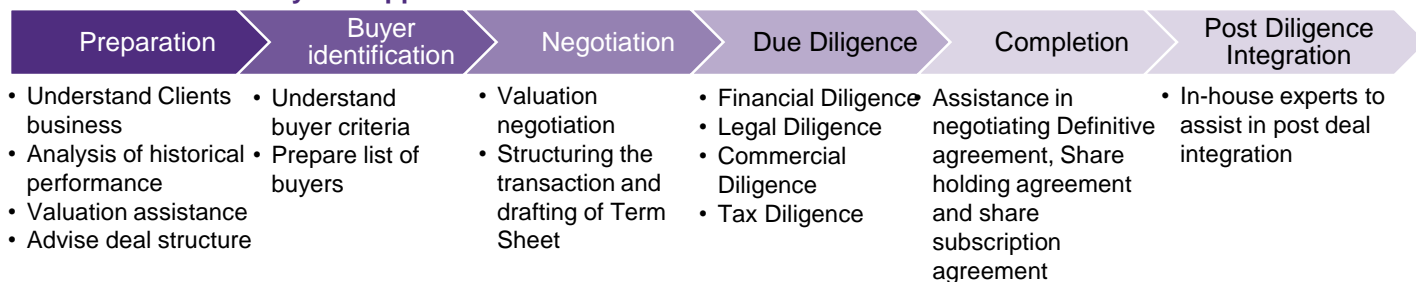 Preparation
Buyer
identification
Negotiation
Due Diligence
Completion
Post Diligence
Integration
• Understand Clients
business
• Analysis of historical
performance
• Valuation assistance
• Advise deal structure
• Understand
buyer criteria
• Prepare list of
buyers
• Valuation
negotiation
• Structuring the
transaction and
drafting of Term
Sheet
• Financial Diligence
• Legal Diligence
• Commercial
Diligence
• Tax Diligence
• Assistance in
negotiating Definitive
agreement, Share
holding agreement
and share
subscription
agreement
• In-house experts to
assist in post deal
integration